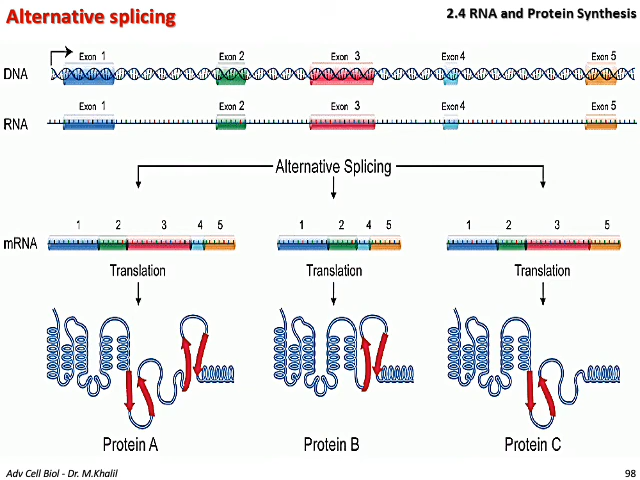 Alternative splicing
2.4 RNA and Protein Synthesis
Exon 1 Exon 2 Exon 3 Exon 4 Exon 5
DNA
Exon 1 Exon 2 Exon 3 Exon 4 Exon 5
RNA
Alternative Splicing
1 2 3 4 5 1 2 4 5 1 2 3 5
mRNA
Translation Translation Translation
Protein A Protein B Protein C
Adv Cell Biol - Dr. M.Khalil
98